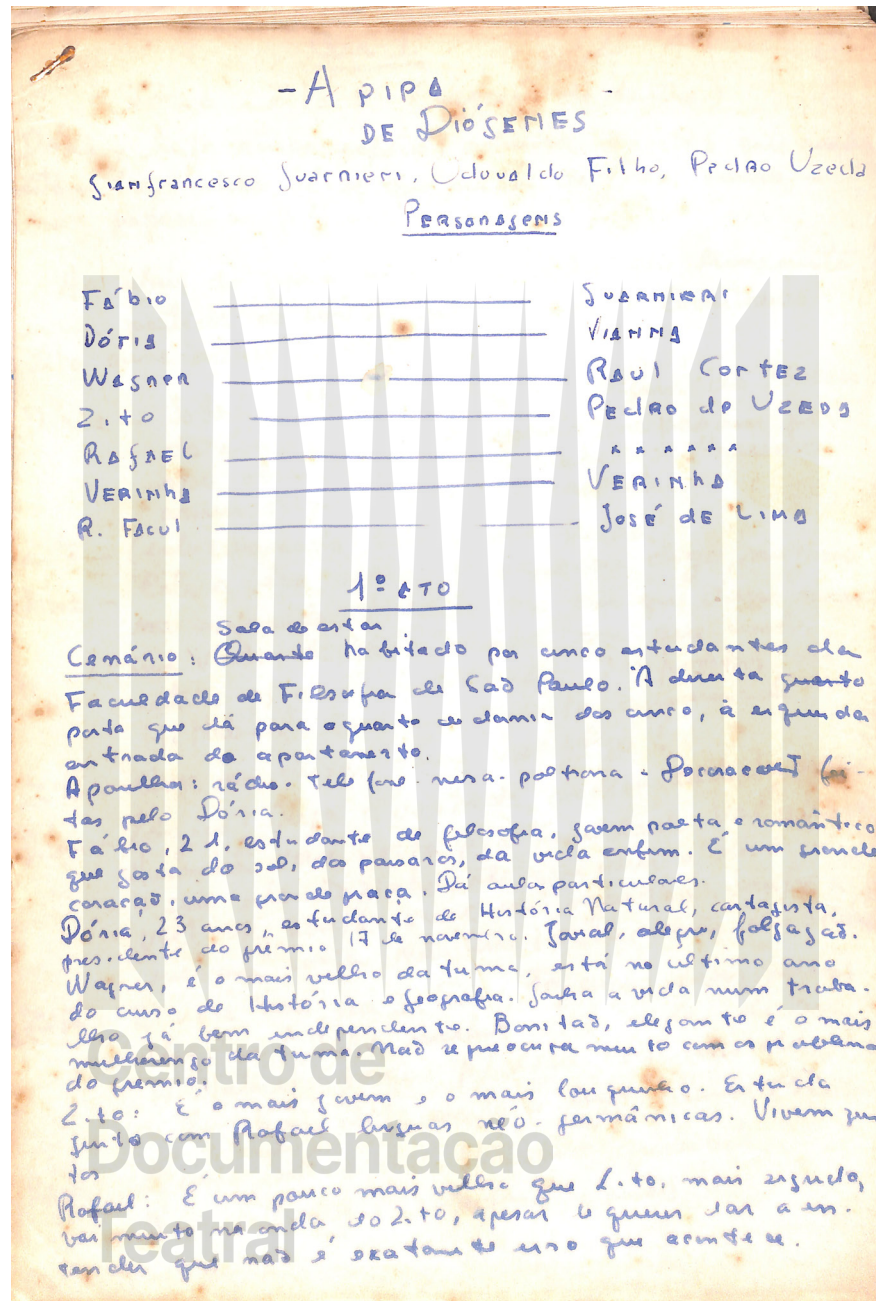 - A PIPA -
DE DIÓGENES
Gianfrancesco Guarnieri, Oduvaldo Filho, Pedro Uzeda
PERSONAGENS
FÁBIO GUARNIERI
DÓRIA VIANNA
WAGNER RAUL CORTEZ
ZITO PEDRO DE UZEDA
RAFAEL x x x x x x
VERINHA VERINHA
R. FACUL JOSÉ DE LIMA
1º ATO
Sala de estar
Cenário: Quarto habitado por cinco estudantes da
Faculdade de Filosofia de São Paulo. À direita quarto
porta que dá para o quarto de dormir dos cinco, à esquerda
entrada do apartamento.
Aparelhos: rádio. Telefone. mesa. poltrona - Decorações fei-
tas pelo Dória.
Fábio, 21, estudante de filosofia, jovem poeta e romântico
que gosta do sol, dos pássaros, da vida enfim. É um grande
coração, uma grande praça. Dá aulas particulares.
Dória, 23 anos, estudante de História Natural, cartazista,
presidente do grêmio 17 de novembro. Jovial, alegre, folgazão.
Wagner, é o mais velho da turma, está no ultimo ano
do curso de História e Geografia. Ganha a vida num traba-
lho já bem independente. Bonitão, elegante é o mais
mulherengo da turma. Não se preocupa muito com os problemas
do grêmio.
Zito: É o mais jovem e o mais louquinho. Estuda
junto com Rafael línguas neo-germânicas. Vivem jun-
tos
Rafael: É um pouco mais velho que Zito, mais sisudo,
vai muito na onda do Zito, apesar de querer dar a en-
tender que não é exatamente isso que acontece.
Centro de
Documentação
Teatral